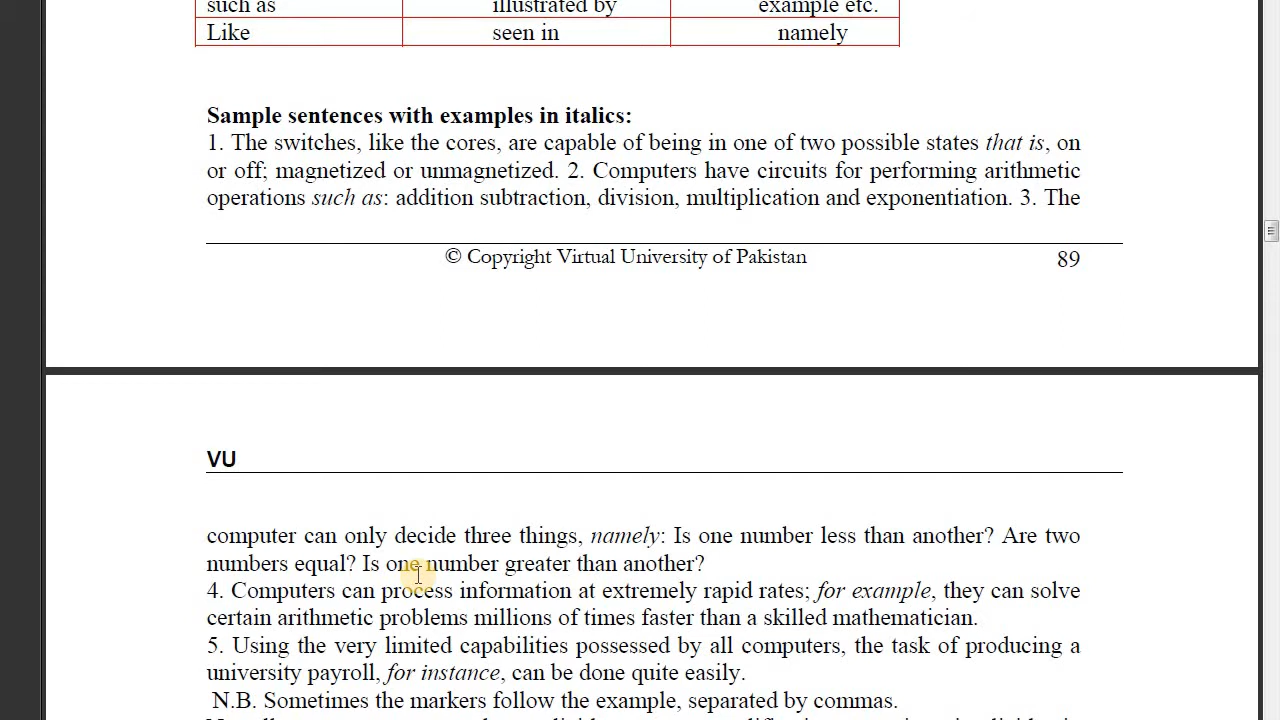 such as illustrated by example etc.
Like seen in namely
Sample sentences with examples in italics:
1. The switches, like the cores, are capable of being in one of two possible states that is, on
or off; magnetized or unmagnetized. 2. Computers have circuits for performing arithmetic
operations such as: addition subtraction, division, multiplication and exponentiation. 3. The
© Copyright Virtual University of Pakistan 89
VU
computer can only decide three things, namely: Is one number less than another? Are two
numbers equal? Is one number greater than another?
4. Computers can process information at extremely rapid rates; for example, they can solve
certain arithmetic problems millions of times faster than a skilled mathematician.
5. Using the very limited capabilities possessed by all computers, the task of producing a
university payroll, for instance, can be done quite easily.
N.B. Sometimes the markers follow the example, separated by commas.